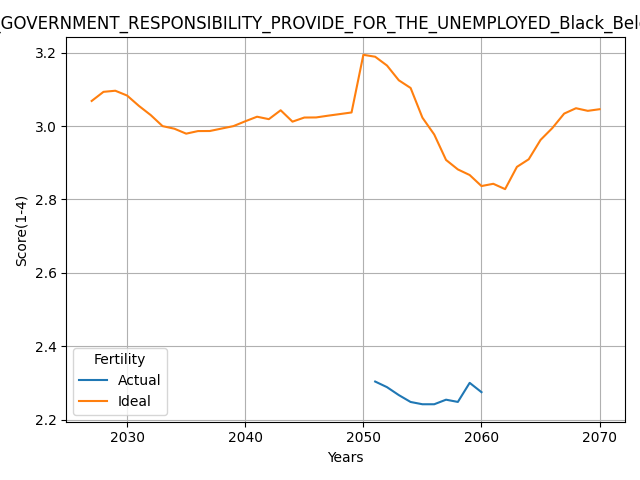 _GOVERNMENT_RESPONSIBILITY_PROVIDE_FOR_THE_UNEMPLOYED_Black_Bel
3.2
3.0
2.8
2.6
2.4
2.2
Score(1-4)
Fertility
Actual
Ideal
2030 2040 2050 2060 2070
Years